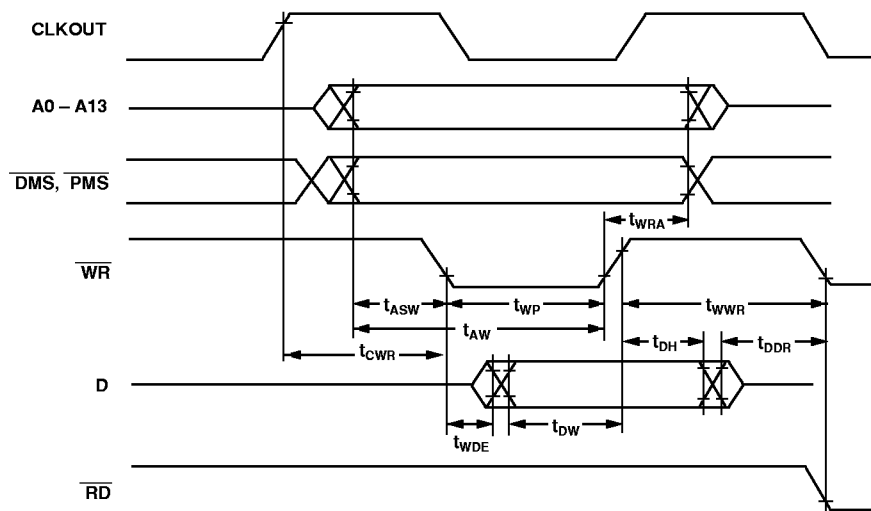 CLKOUT
A0 – A13
DMS, PMS
tWRA
WR
tASW
tWP
tWWR
tAW
tDH
tDDR
tCWR
D
tWDE
tDW
RD